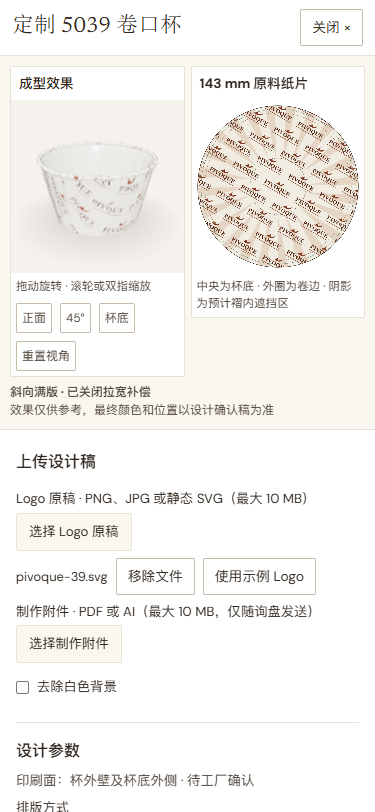 定制 5039 卷口杯
关闭 ×
成型效果
143 mm 原料纸片
PIVOQUE
拖动旋转 · 滚轮或双指缩放
中央为杯底 · 外圈为卷边 · 阴影
为预计褶内遮挡区
正面
45°
杯底
重置视角
斜向满版 · 已关闭拉宽补偿
效果仅供参考，最终颜色和位置以设计确认稿为准
上传设计稿
Logo 原稿 · PNG、JPG 或静态 SVG（最大 10 MB）
选择 Logo 原稿
pivoque-39.svg
移除文件
使用示例 Logo
制作附件 · PDF 或 AI（最大 10 MB，仅随询盘发送）
选择制作附件
去除白色背景
设计参数
印刷面：杯外壁及杯底外侧 · 待工厂确认
排版方式